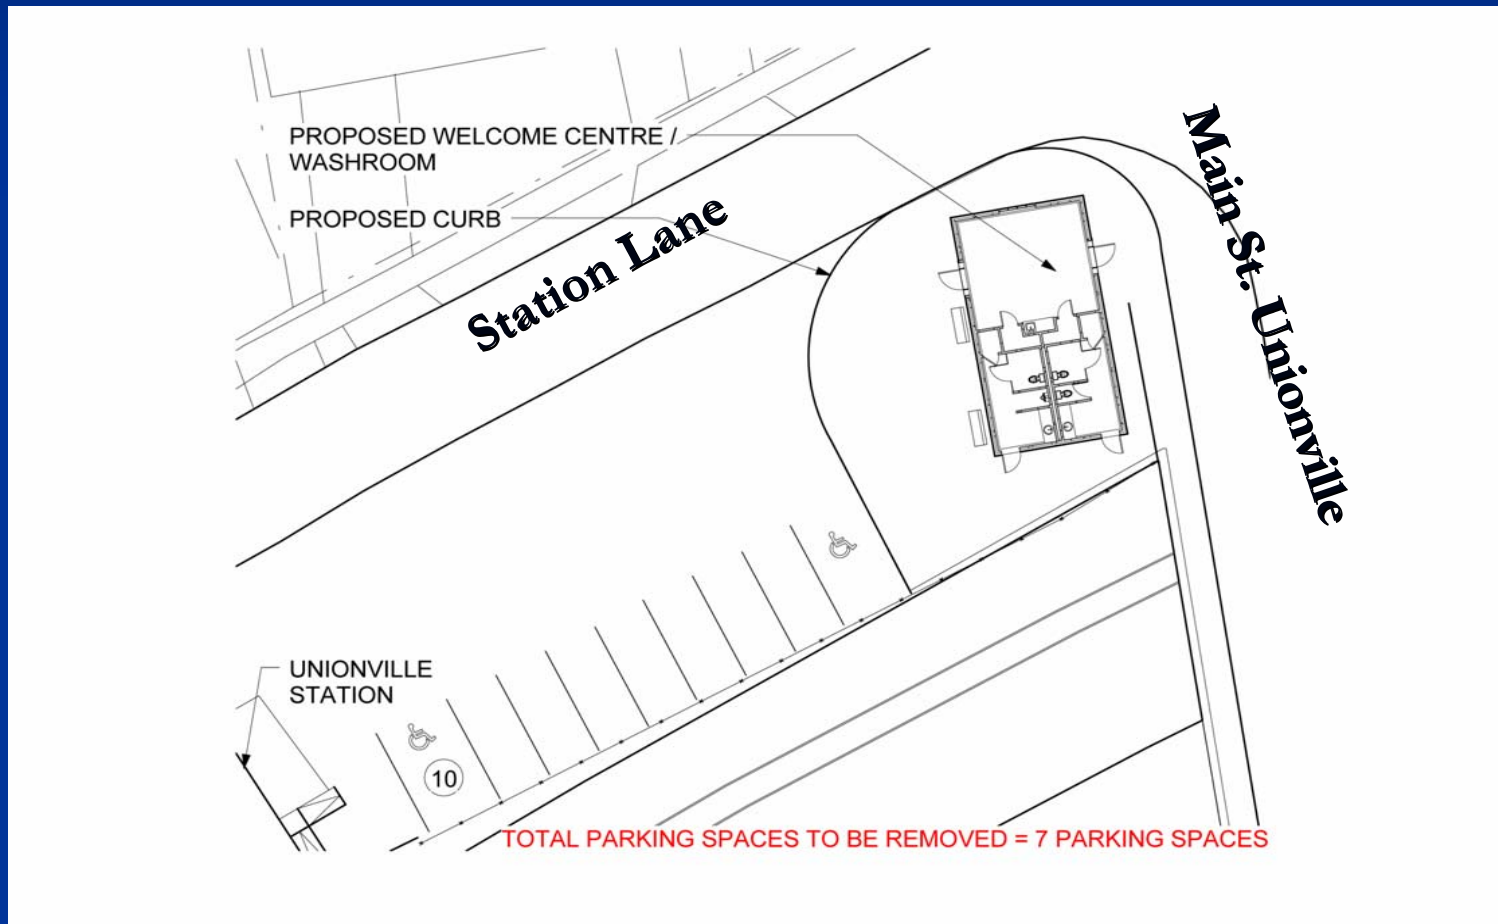 PROPOSED WELCOME CENTRE /
WASHROOM
PROPOSED CURB
Station Lane
Main St. Unionville
UNIONVILLE
STATION
10
TOTAL PARKING SPACES TO BE REMOVED = 7 PARKING SPACES